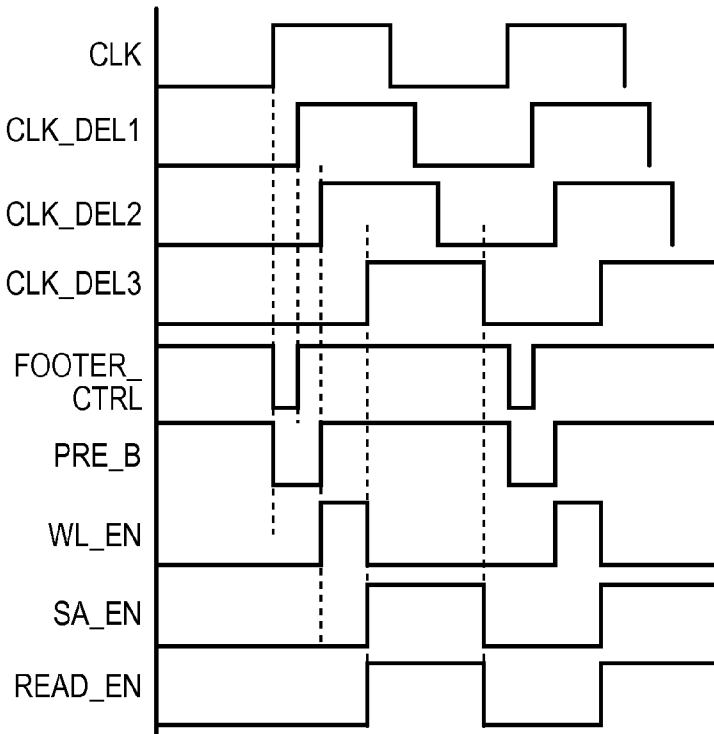 CLK
CLK_DEL1
CLK_DEL2
CLK_DEL3
FOOTER_
CTRL
PRE_B
WL_EN
SA_EN
READ_EN